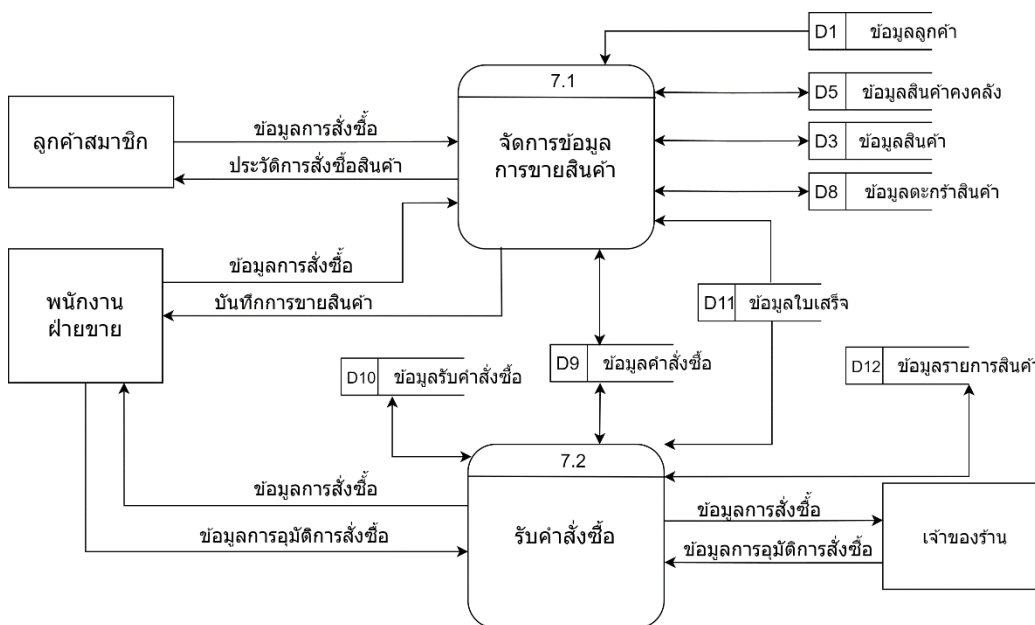 D1 ข้อมูลลูกค้า
7.1
จัดการข้อมูล
การขายสินค้า
D5 ข้อมูลสินค้าคงคลัง
D3 ข้อมูลสินค้า
D8 ข้อมูลตะกร้าสินค้า
ลูกค้าสมาชิก
ข้อมูลการสั่งซื้อ
ประวัติการสั่งซื้อสินค้า
พนักงาน
ฝ่ายขาย
ข้อมูลการสั่งซื้อ
บันทึกการขายสินค้า
D11 ข้อมูลใบเสร็จ
D10 ข้อมูลรับคำสั่งซื้อ
D9 ข้อมูลคำสั่งซื้อ
D12 ข้อมูลรายการสินค้า
7.2
รับคำสั่งซื้อ
ข้อมูลการสั่งซื้อ
ข้อมูลการอุมัติการสั่งซื้อ
ข้อมูลการสั่งซื้อ
ข้อมูลการอุมัติการสั่งซื้อ
เจ้าของร้าน